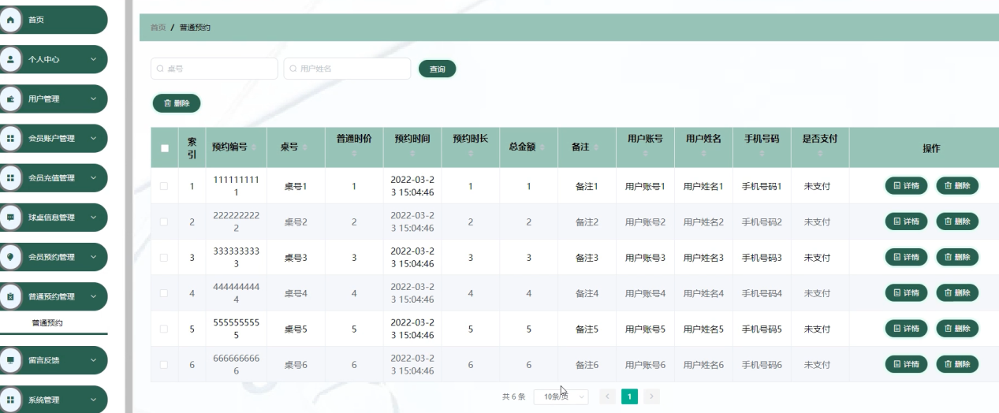 首页
个人中心
用户管理
会员账户管理
会员充值管理
球桌信息管理
会员预约管理
普通预约管理
普通预约
留言反馈
系统管理
首页 / 普通预约
桌号 用户姓名 查询
删除
索引 预约编号 桌号 普通时价 预约时间 预约时长 总金额 备注 用户账号 用户姓名 手机号码 是否支付 操作
1 1111111111 桌号1 1 2022-03-23 15:04:46 1 1 备注1 用户账号1 用户姓名1 手机号码1 未支付 详情 删除
2 2222222222 桌号2 2 2022-03-23 15:04:46 2 2 备注2 用户账号2 用户姓名2 手机号码2 未支付 详情 删除
3 3333333333 桌号3 3 2022-03-23 15:04:46 3 3 备注3 用户账号3 用户姓名3 手机号码3 未支付 详情 删除
4 4444444444 桌号4 4 2022-03-23 15:04:46 4 4 备注4 用户账号4 用户姓名4 手机号码4 未支付 详情 删除
5 5555555555 桌号5 5 2022-03-23 15:04:46 5 5 备注5 用户账号5 用户姓名5 手机号码5 未支付 详情 删除
6 6666666666 桌号6 6 2022-03-23 15:04:46 6 6 备注6 用户账号6 用户姓名6 手机号码6 未支付 详情 删除
共 6 条 10条/页 1